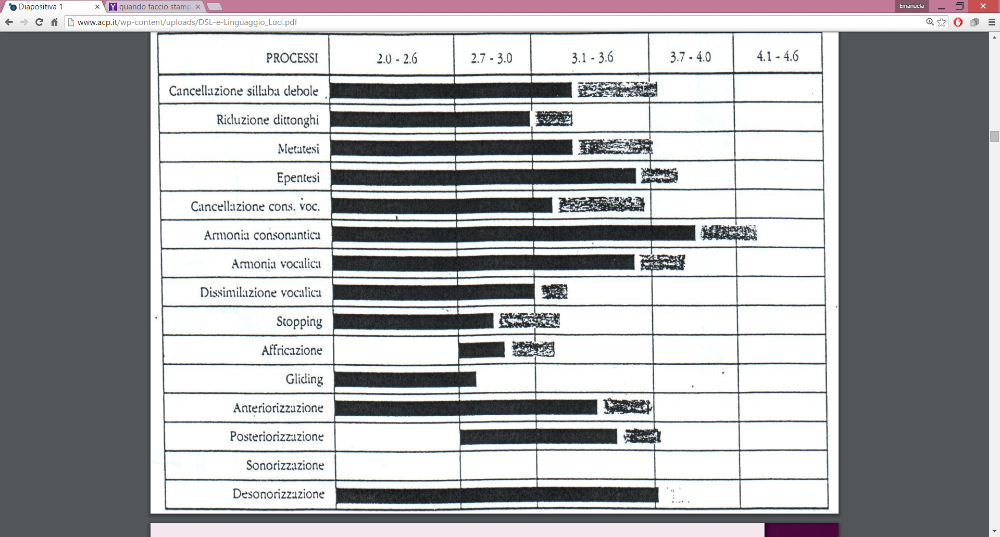 Diapositiva 1
quando faccio stamp
Emanuela
www.acp.it/wp-content/uploads/DSL-e-Linguaggio_Luci.pdf
PROCESSI 2.0 - 2.6 2.7 - 3.0 3.1 - 3.6 3.7 - 4.0 4.1 - 4.6
Cancellazione sillaba debole
Riduzione dittonghi
Metatesi
Epentesi
Cancellazione cons. voc.
Armonia consonantica
Armonia vocalica
Dissimilazione vocalica
Stopping
Affricazione
Gliding
Anteriorizzazione
Posteriorizzazione
Sonorizzazione
Desonorizzazione